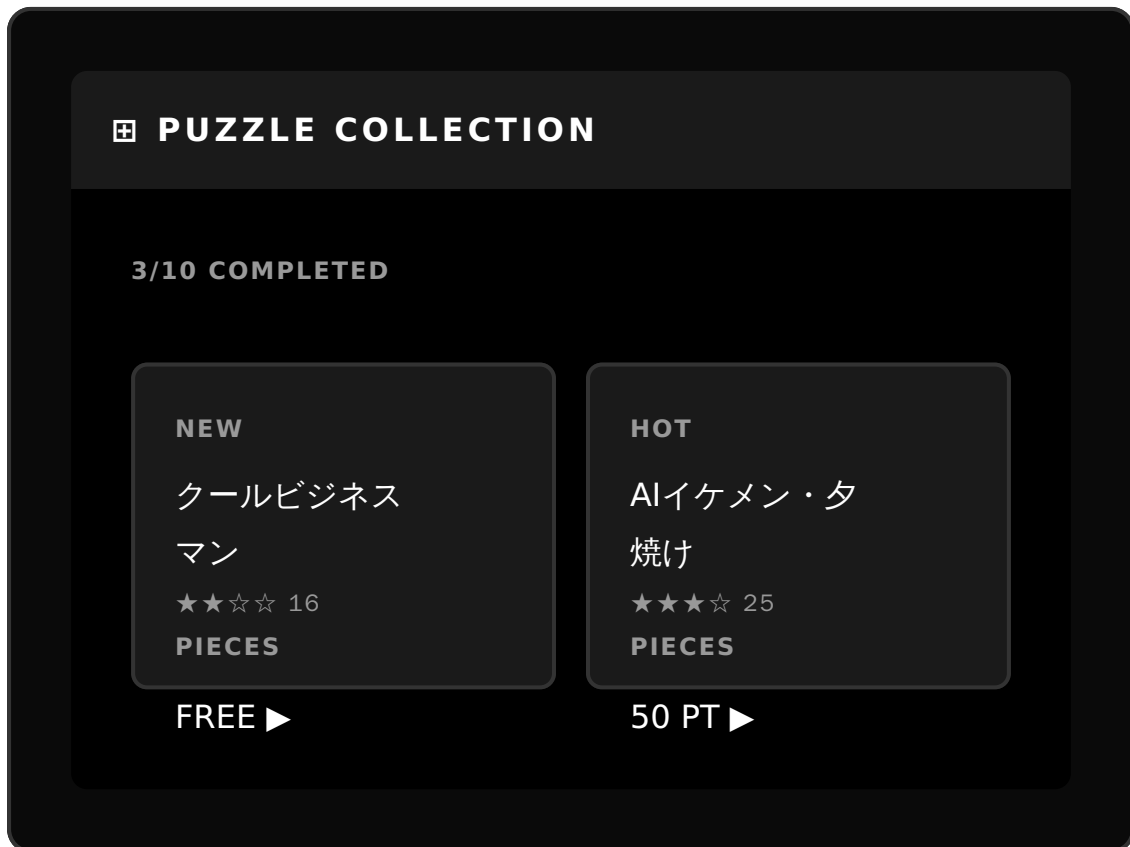 ⊞ PUZZLE COLLECTION
3/10 COMPLETED
NEW
クールビジネス
マン
★★☆☆ 16
PIECES
FREE ▶
HOT
AIイケメン・夕
焼け
★★★☆ 25
PIECES
50 PT ▶